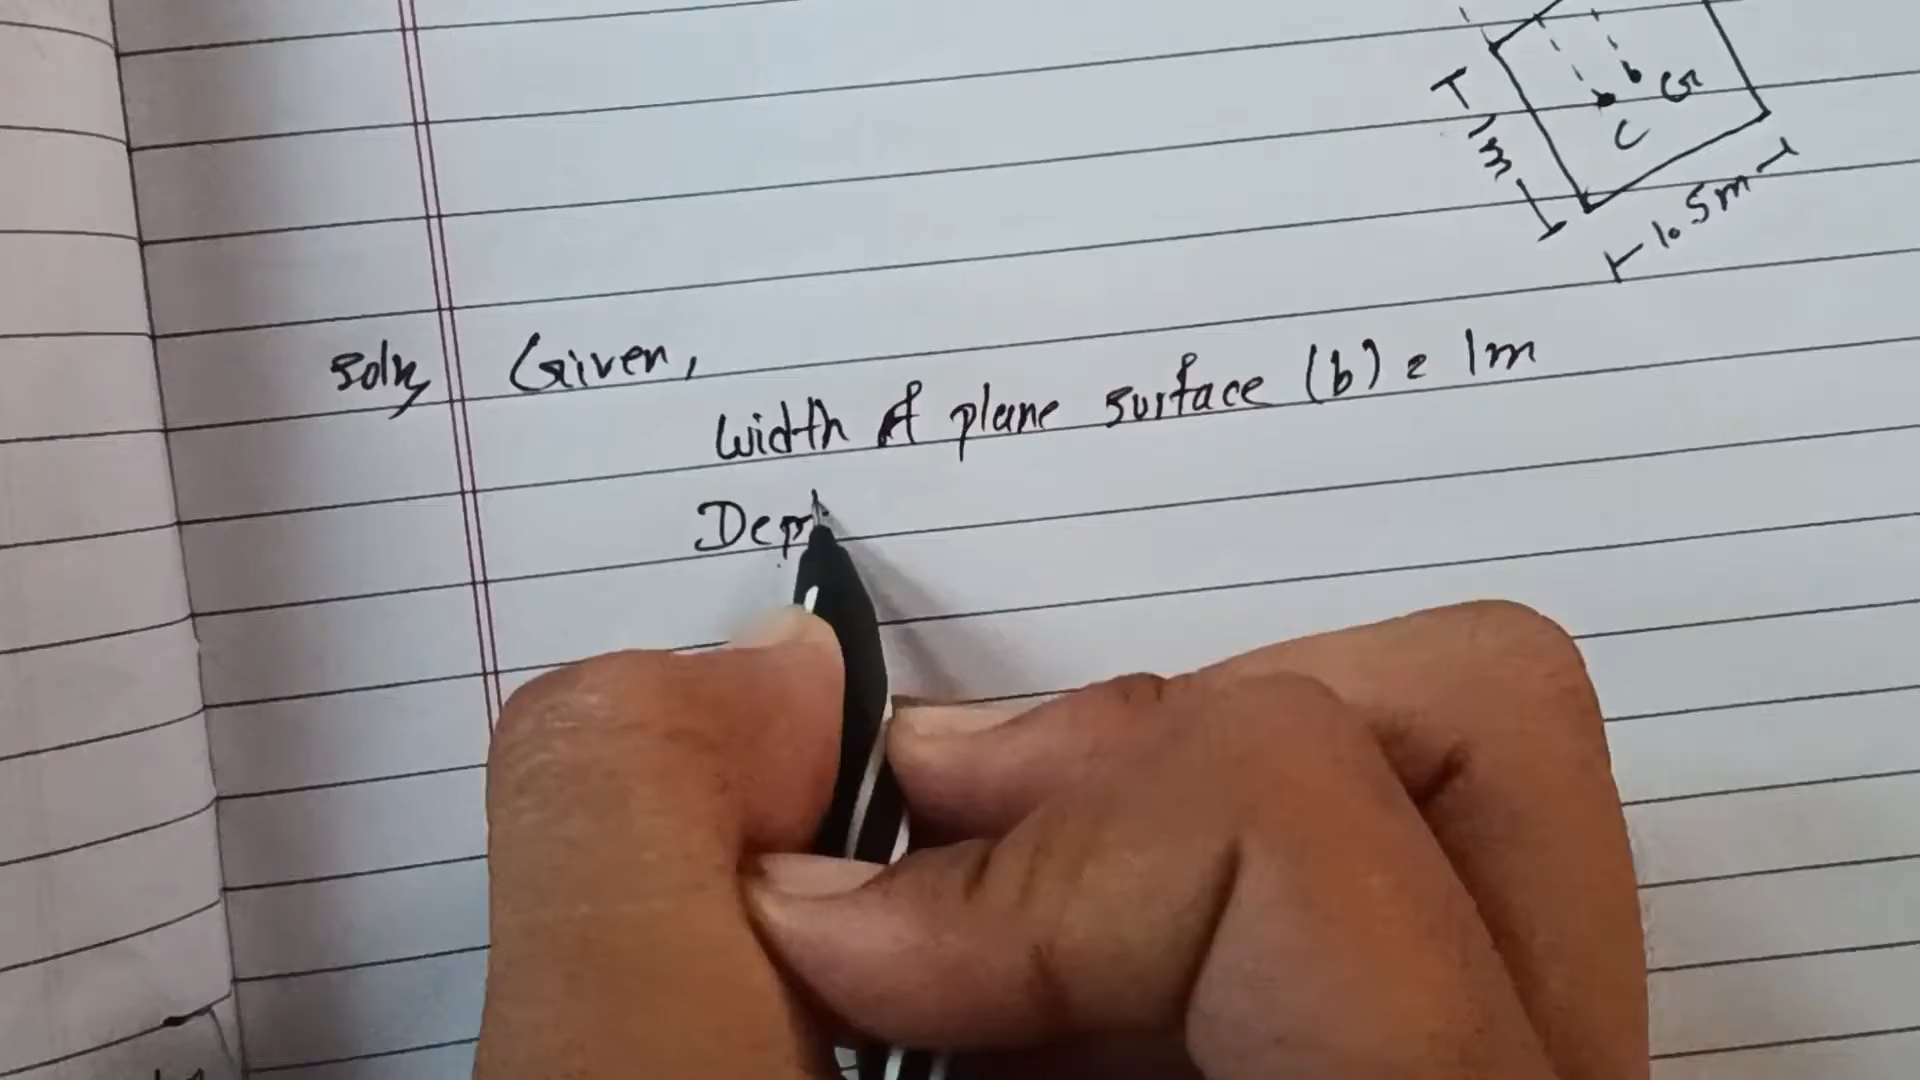 G
C
1m
1.5m
Soln, Given,
Width of plane surface (b) = 1m
Dep